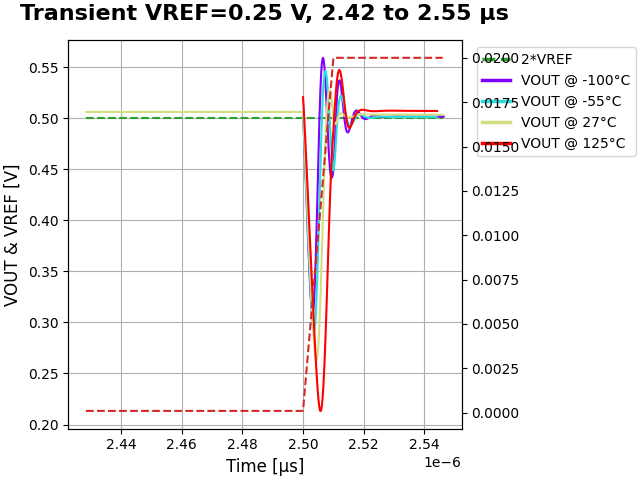 Transient VREF=0.25 V, 2.42 to 2.55 µs
VOUT & VREF [V]
0.55
0.50
0.45
0.40
0.35
0.30
0.25
0.20
2.44
2.46
2.48
2.50
2.52
2.54
1e−6
Time [µs]
0.0200
0.0175
0.0150
0.0125
0.0100
0.0075
0.0050
0.0025
0.0000
2*VREF
VOUT @ -100°C
VOUT @ -55°C
VOUT @ 27°C
VOUT @ 125°C